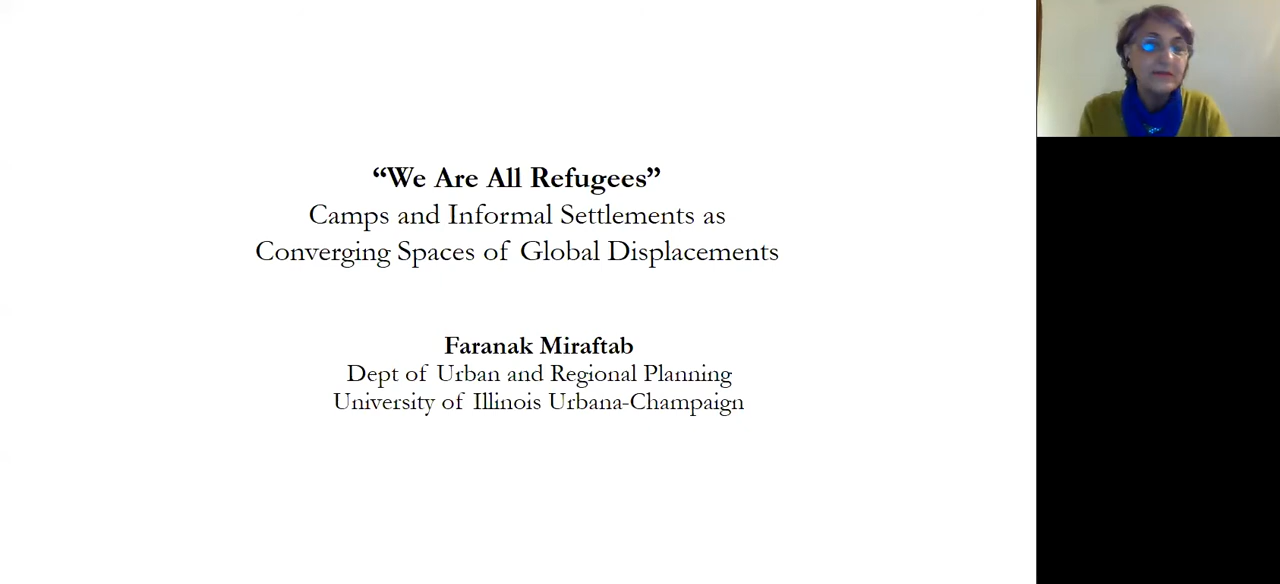 “We Are All Refugees”
Camps and Informal Settlements as
Converging Spaces of Global Displacements
Faranak Miraftab
Dept of Urban and Regional Planning
University of Illinois Urbana-Champaign